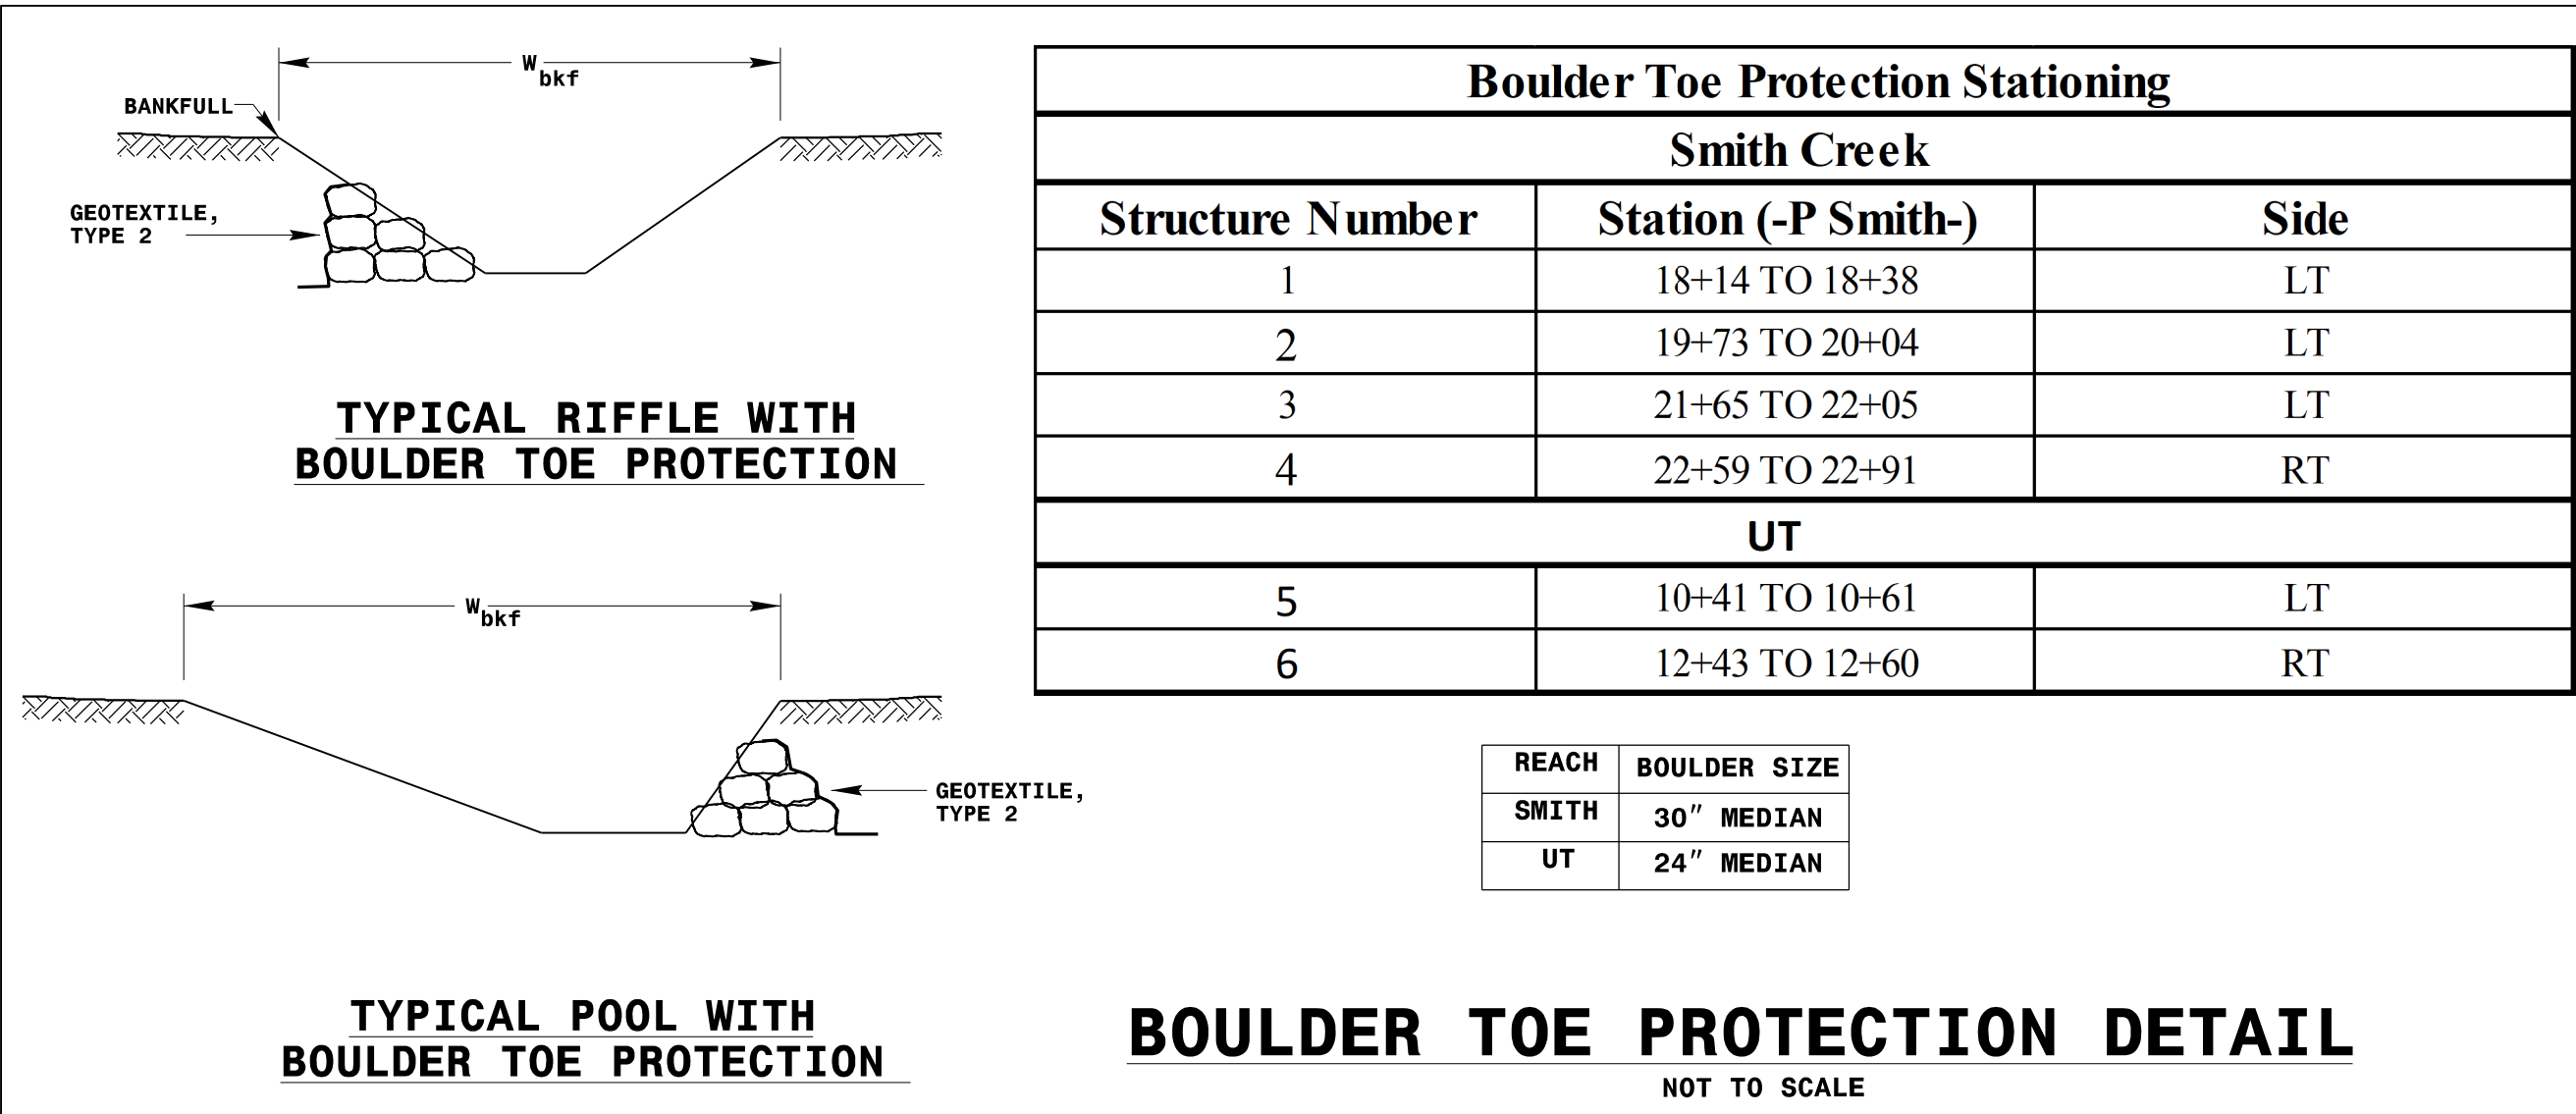 W
bkf
BANKFULL
GEOTEXTILE,
TYPE 2
TYPICAL RIFFLE WITH
BOULDER TOE PROTECTION
W
bkf
GEOTEXTILE,
TYPE 2
TYPICAL POOL WITH
BOULDER TOE PROTECTION
Boulder Toe Protection Stationing
Smith Creek
Structure Number Station (-P Smith-) Side
1 18+14 TO 18+38 LT
2 19+73 TO 20+04 LT
3 21+65 TO 22+05 LT
4 22+59 TO 22+91 RT
UT
5 10+41 TO 10+61 LT
6 12+43 TO 12+60 RT
REACH BOULDER SIZE
SMITH 30" MEDIAN
UT 24" MEDIAN
BOULDER TOE PROTECTION DETAIL
NOT TO SCALE